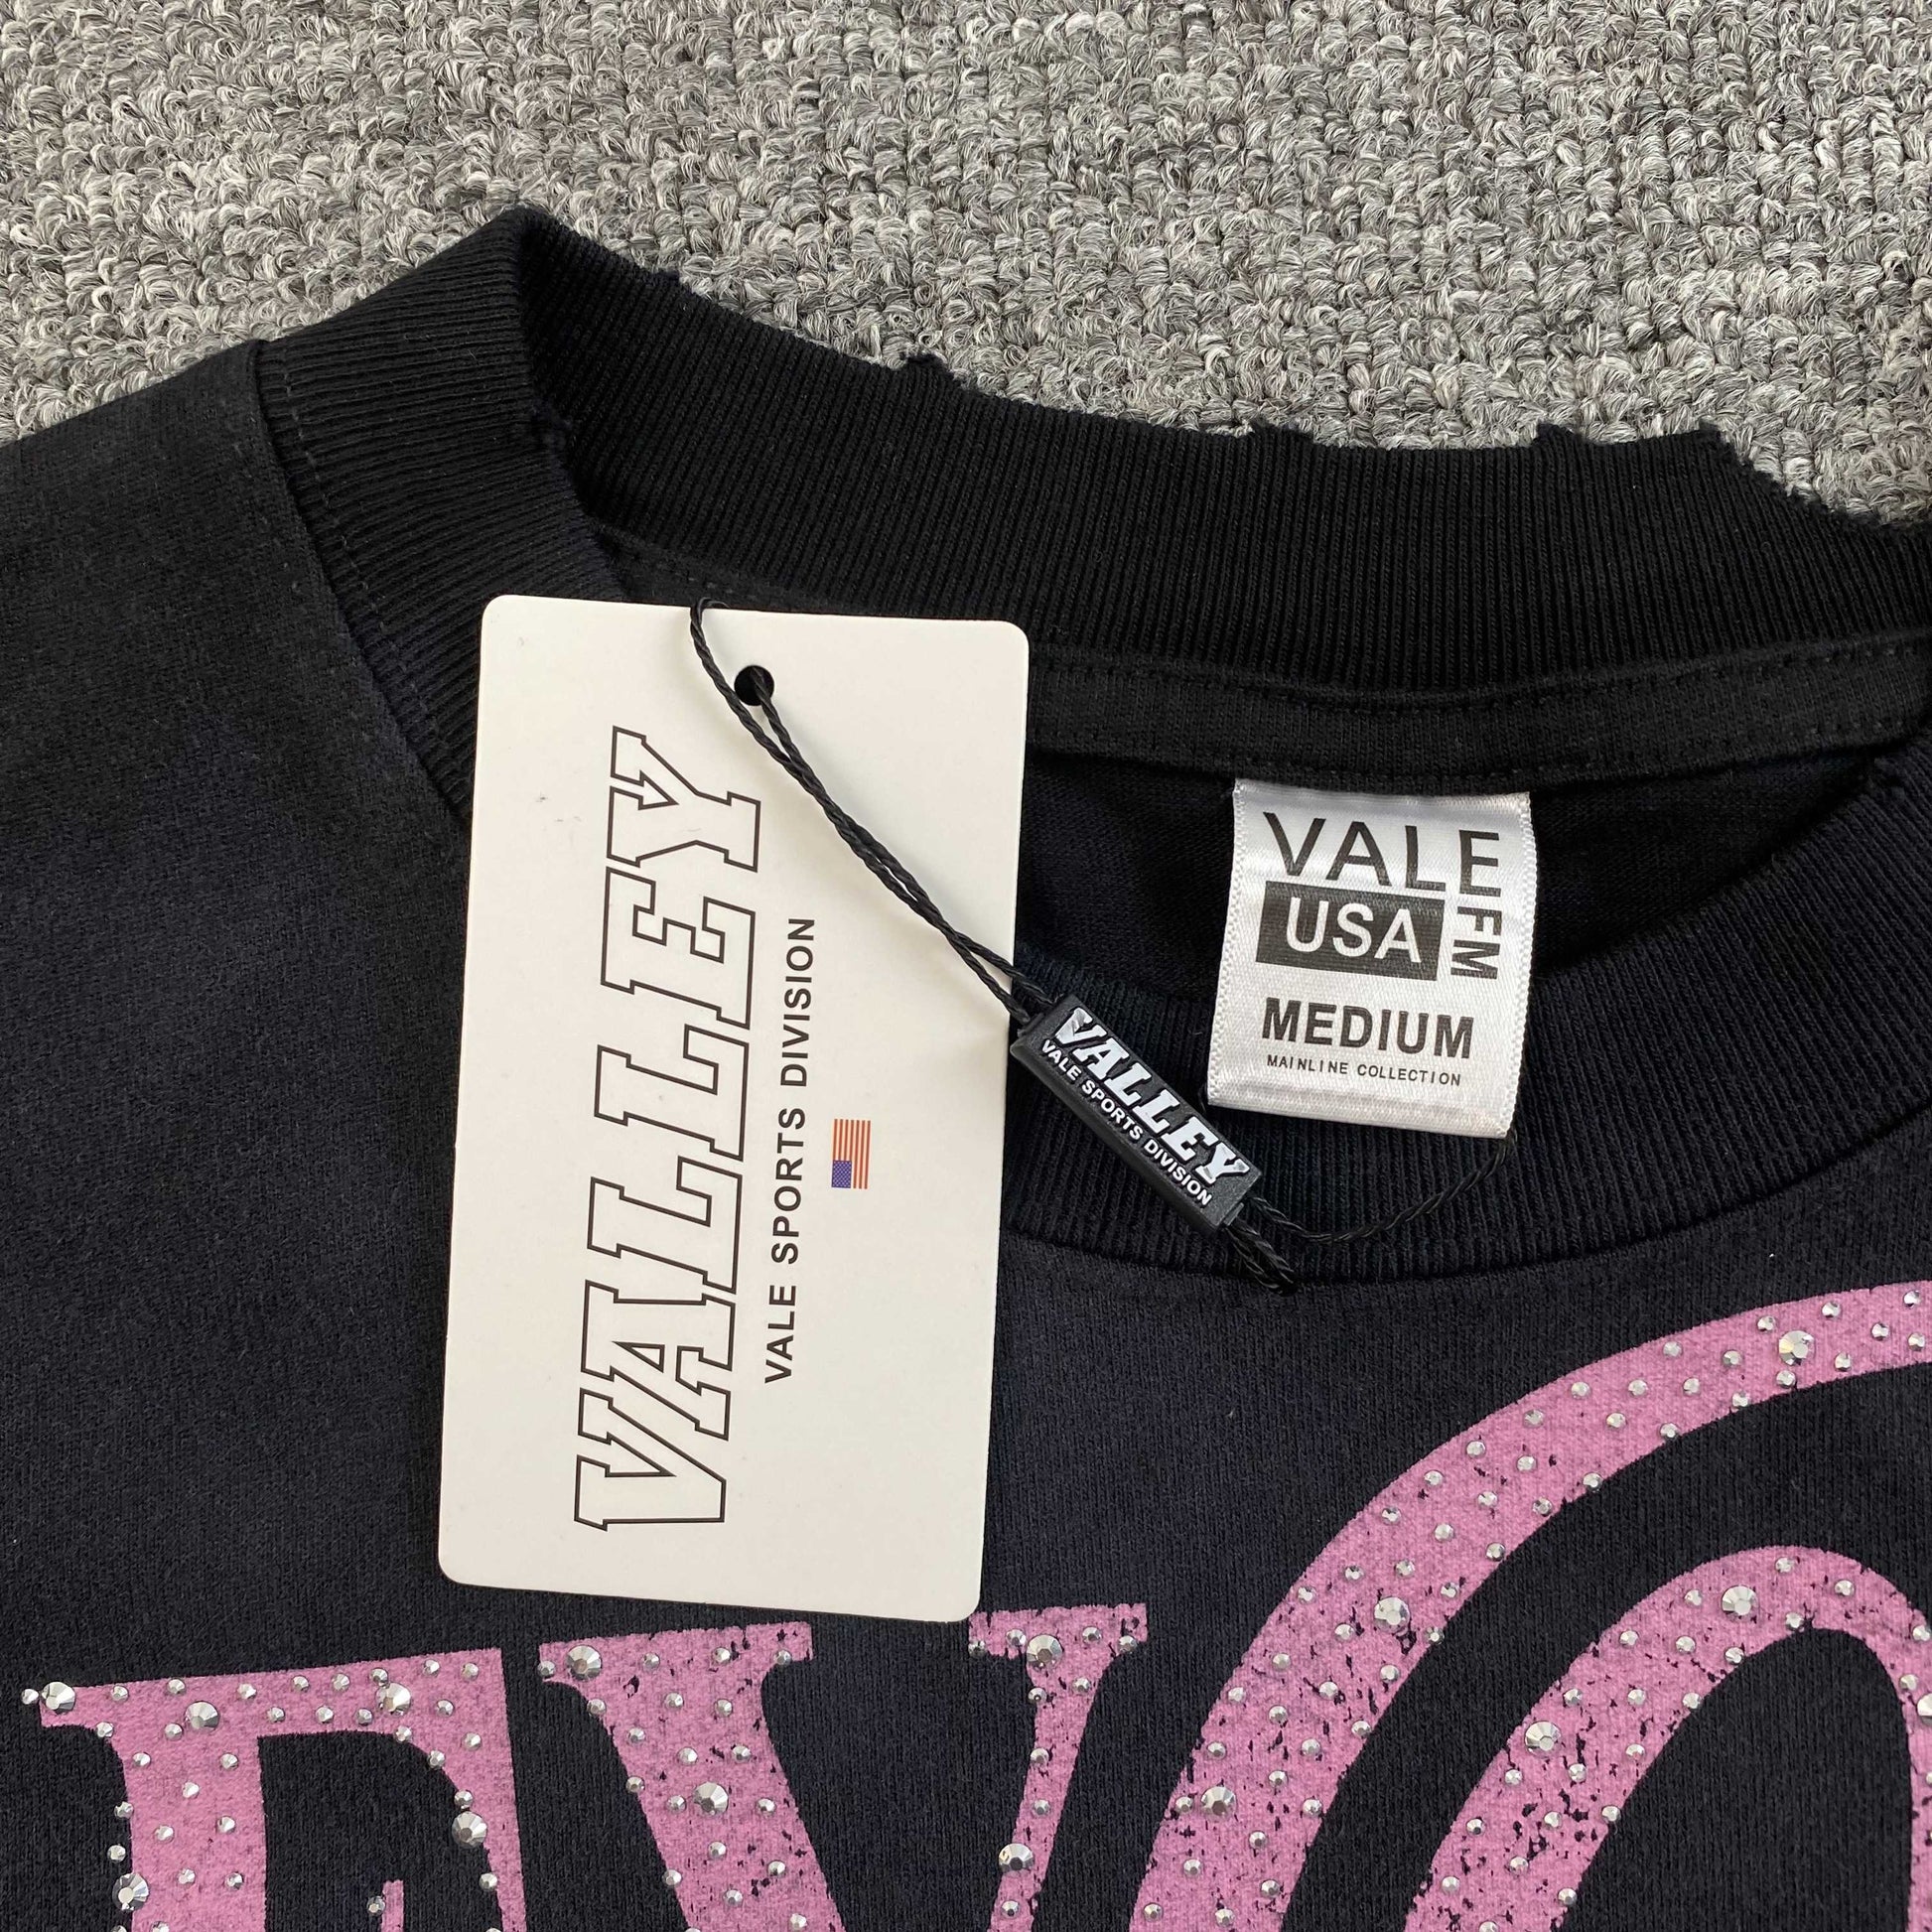 VALLEY
VALE SPORTS DIVISION
VALLEY
VALE SPORTS DIVISION
VALE
FM
USA
MEDIUM
MAINLINE COLLECTION